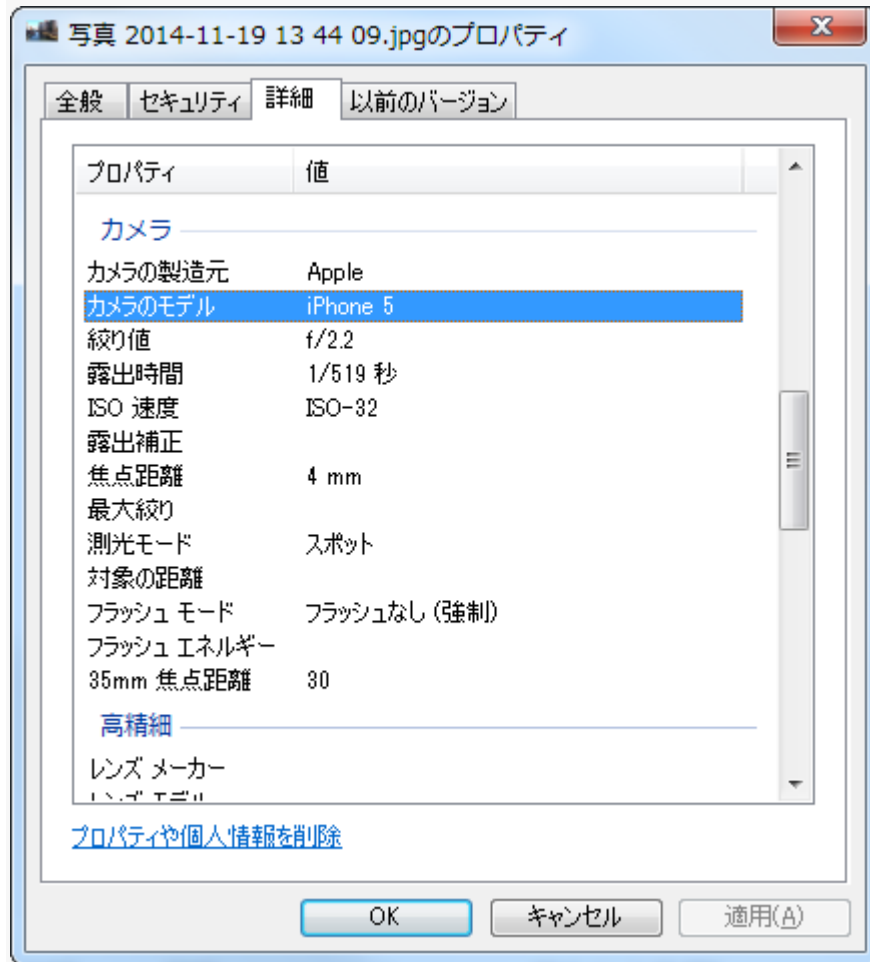 写真 2014-11-19 13 44 09.jpgのプロパティ
全般 セキュリティ 詳細 以前のバージョン
プロパティ 値
カメラ
カメラの製造元 Apple
カメラのモデル iPhone 5
絞り値 f/2.2
露出時間 1/519 秒
ISO 速度 ISO-32
露出補正
焦点距離 4 mm
最大絞り
測光モード スポット
対象の距離
フラッシュ モード フラッシュなし (強制)
フラッシュ エネルギー
35mm 焦点距離 30
高精細
レンズ メーカー
プロパティや個人情報を削除
OK キャンセル 適用(A)